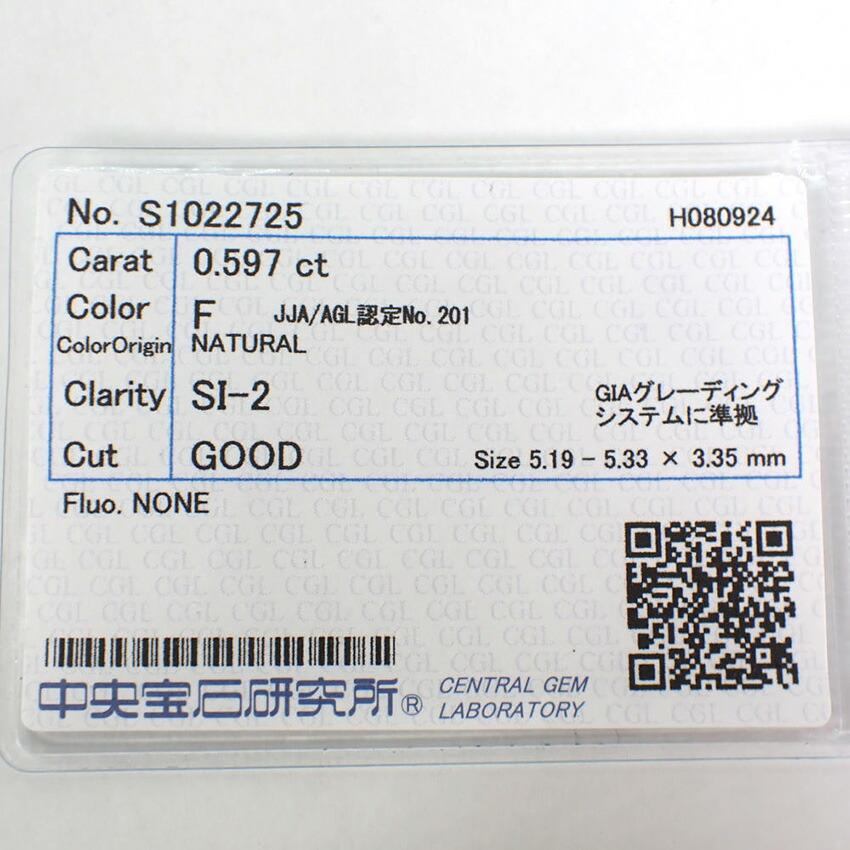 No. S1022725 H080924
Carat 0.597 ct
Color F JJA/AGL認定No.201
ColorOrigin NATURAL
Clarity SI-2 GIAグレーディング
システムに準拠
Cut GOOD Size 5.19 - 5.33 × 3.35 mm
Fluo. NONE
中央宝石研究所® CENTRAL GEM
LABORATORY